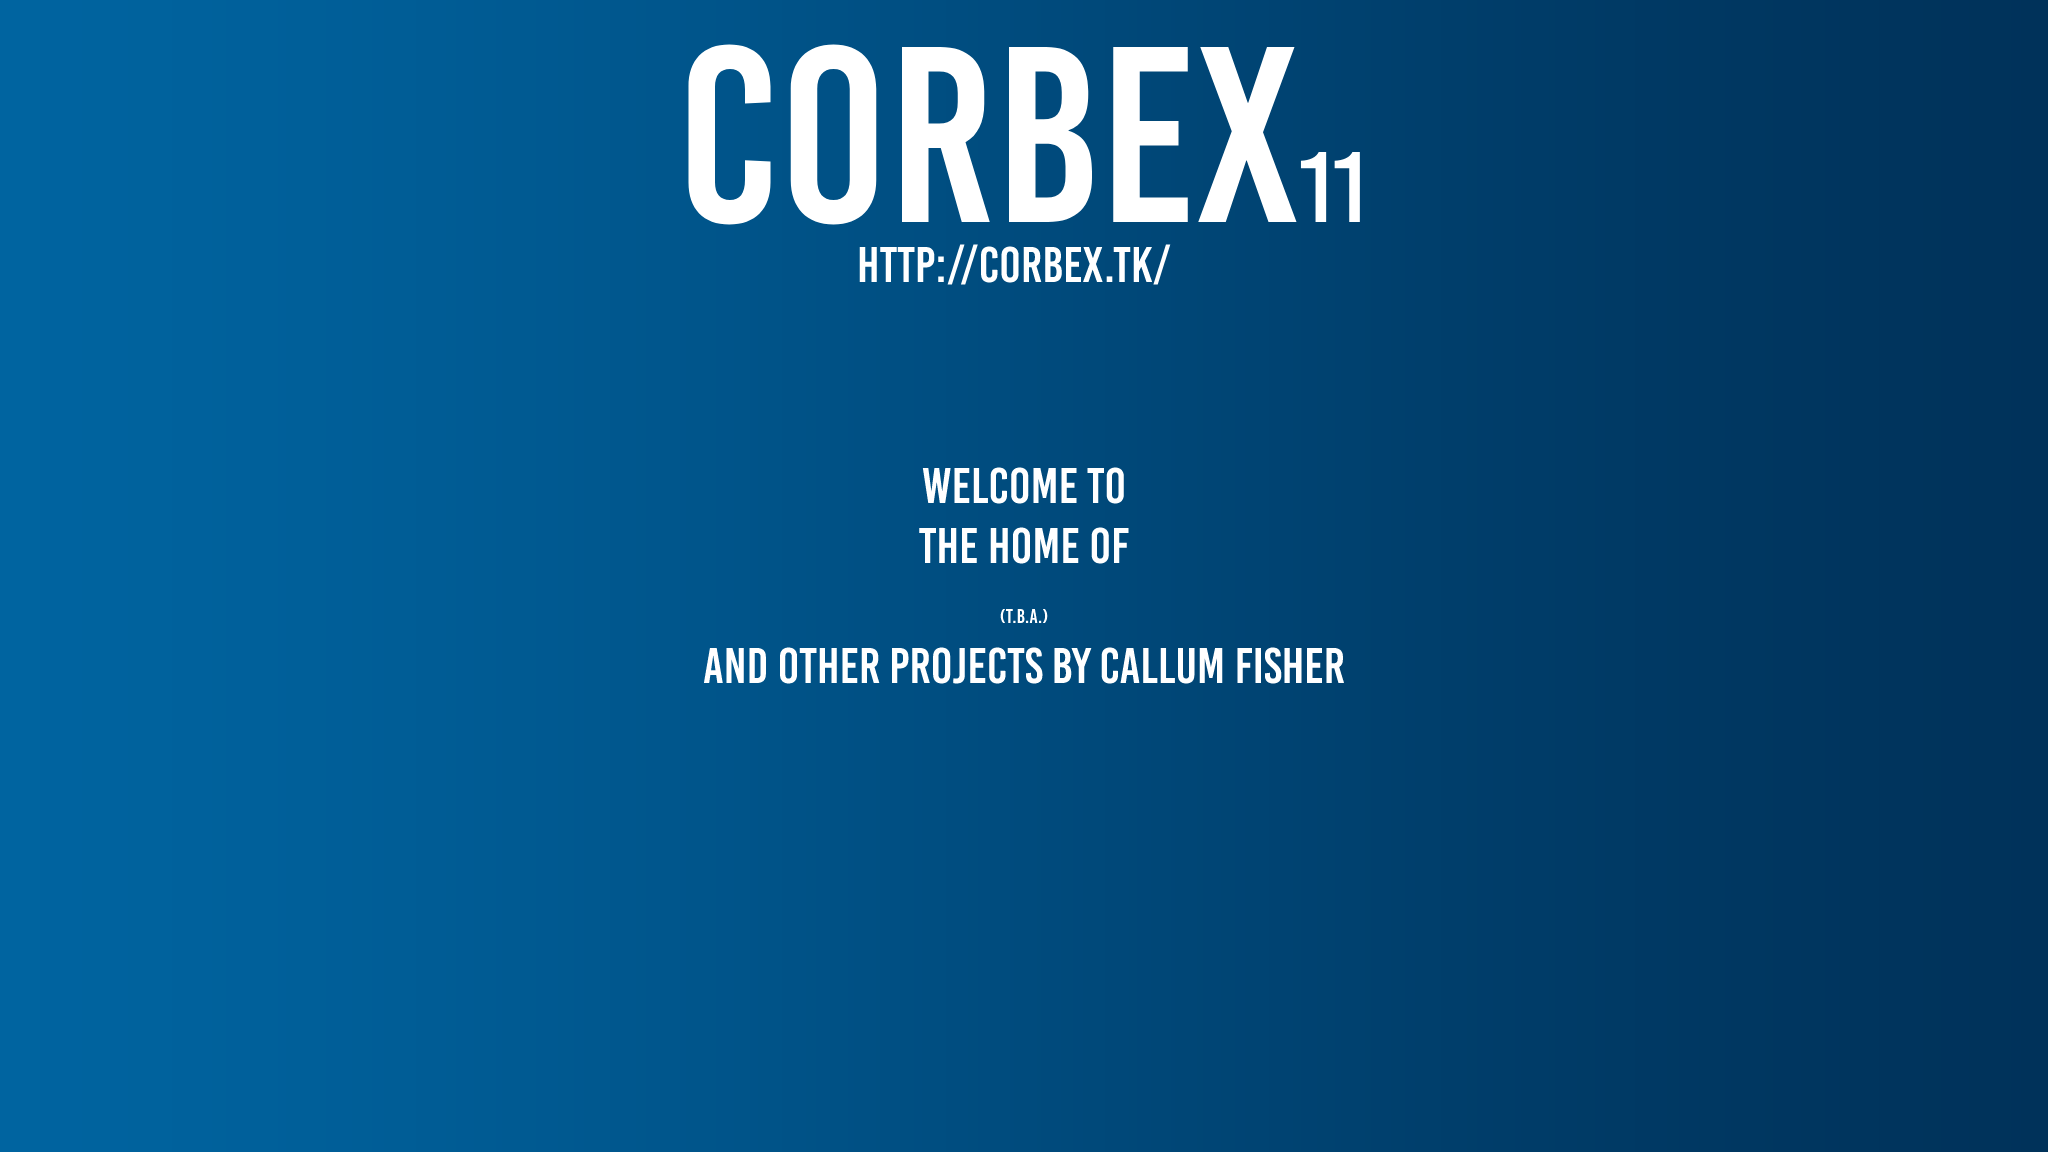 CORBEX11
HTTP://CORBEX.TK/
WELCOME TO
THE HOME OF
(T.B.A.)
AND OTHER PROJECTS BY CALLUM FISHER